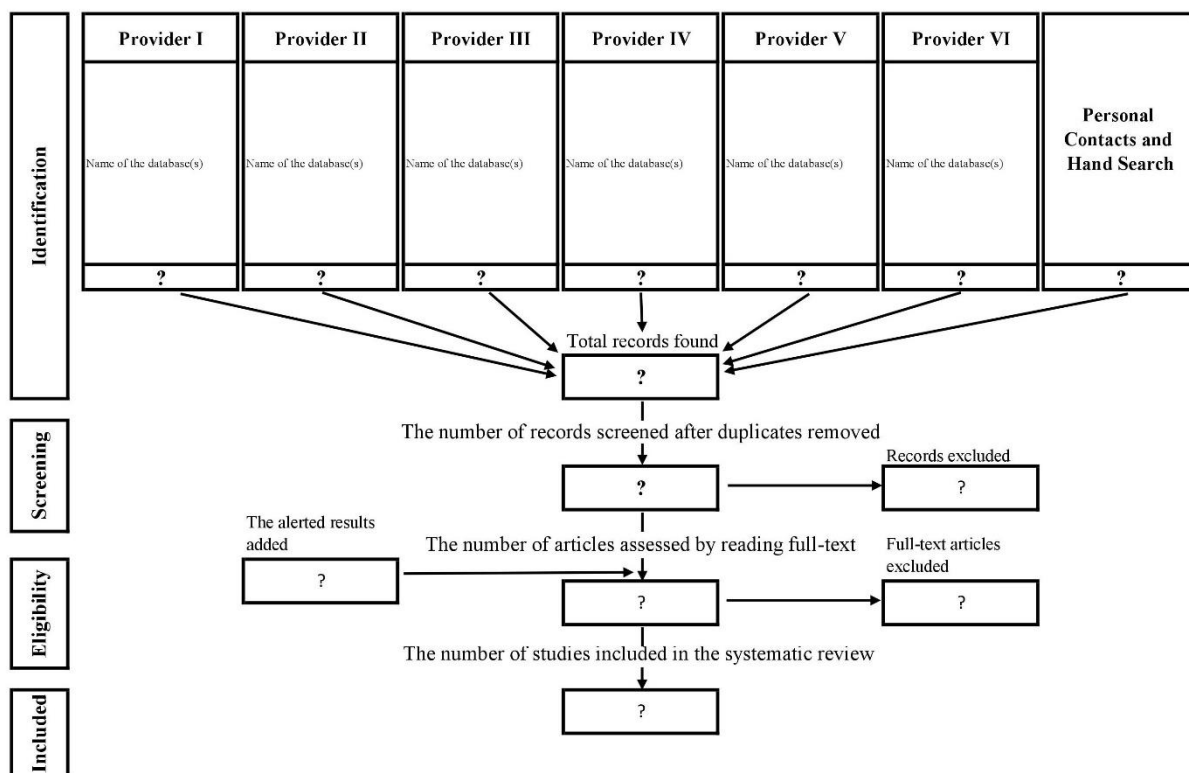 Identification
Provider I
Provider II
Provider III
Provider IV
Provider V
Provider VI
Personal
Contacts and
Hand Search
Name of the database(s)
Name of the database(s)
Name of the database(s)
Name of the database(s)
Name of the database(s)
Name of the database(s)
?
?
?
?
?
?
?
Total records found
?
Screening
The number of records screened after duplicates removed
Records excluded
?
?
The alerted results
added
The number of articles assessed by reading full-text
Full-text articles
excluded
Eligibility
?
?
?
The number of studies included in the systematic review
Included
?